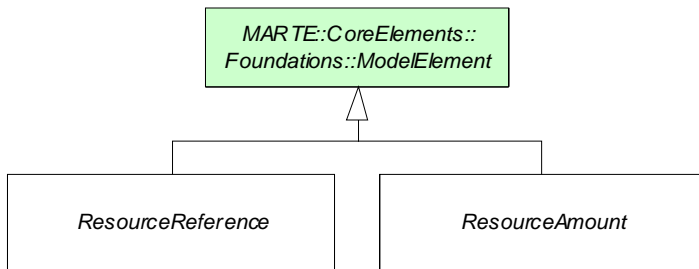 MARTE::CoreElements::
Foundations::ModelElement
ResourceReference
ResourceAmount